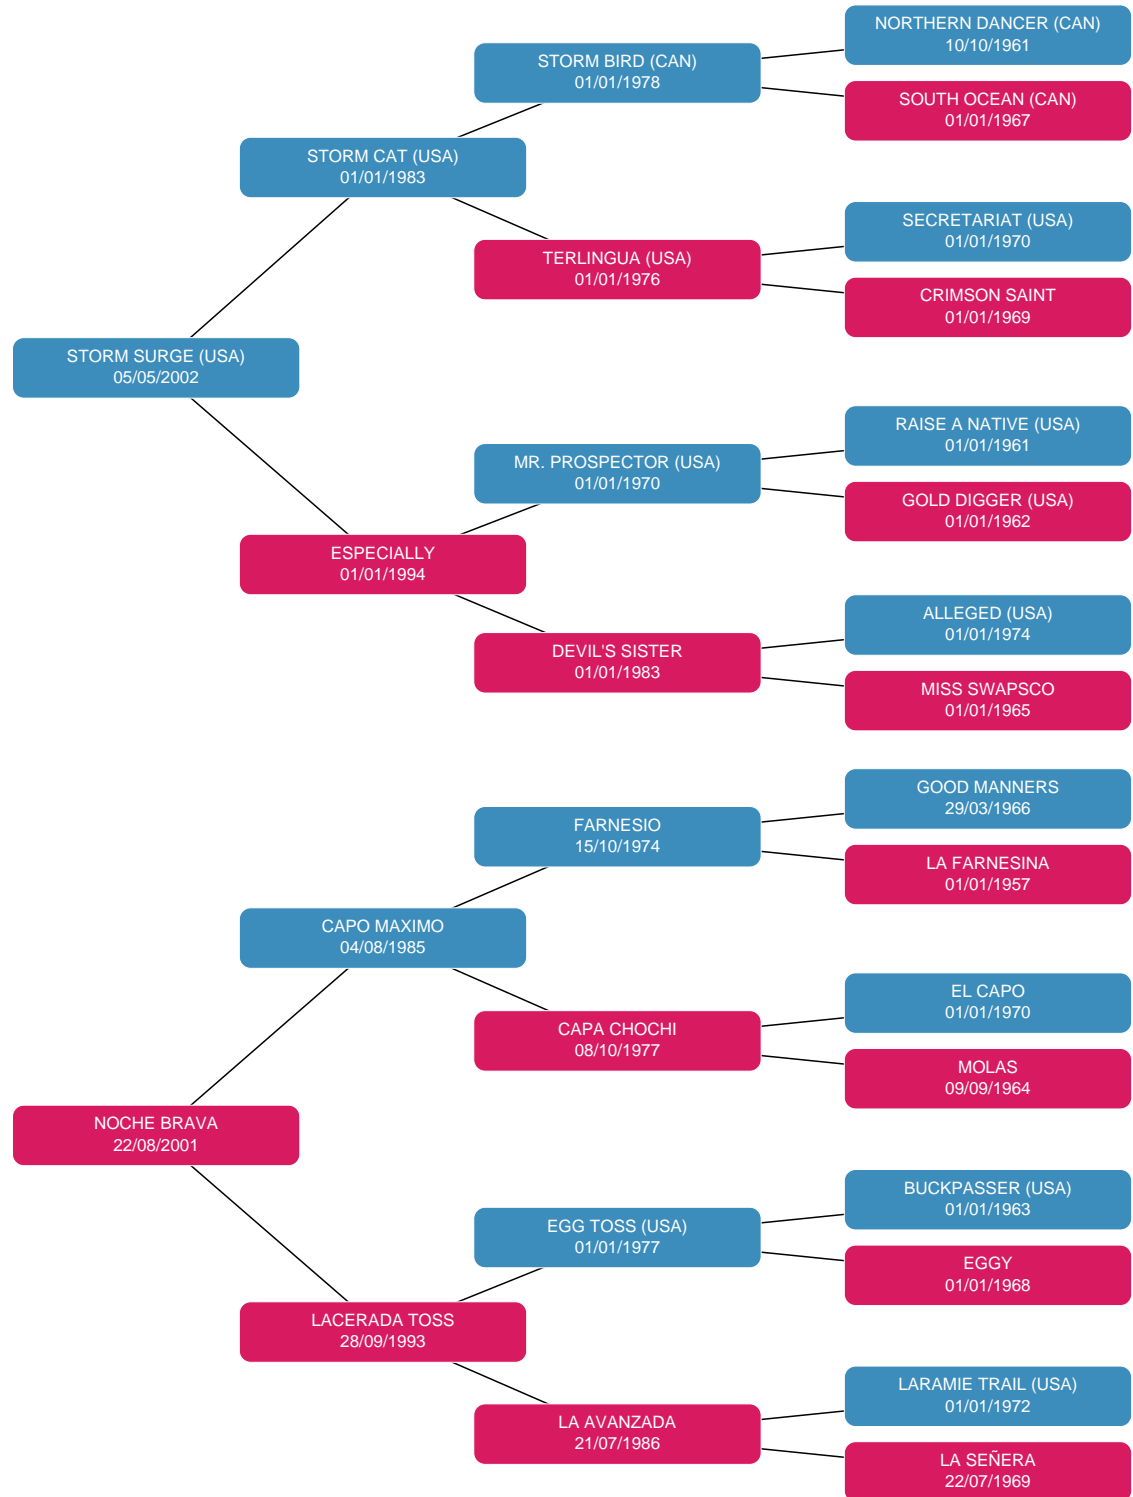 NORTHERN DANCER (CAN)
10/10/1961
STORM BIRD (CAN)
01/01/1978
SOUTH OCEAN (CAN)
01/01/1967
STORM CAT (USA)
01/01/1983
SECRETARIAT (USA)
01/01/1970
TERLINGUA (USA)
01/01/1976
CRIMSON SAINT
01/01/1969
STORM SURGE (USA)
05/05/2002
RAISE A NATIVE (USA)
01/01/1961
MR. PROSPECTOR (USA)
01/01/1970
GOLD DIGGER (USA)
01/01/1962
ESPECIALLY
01/01/1994
ALLEGED (USA)
01/01/1974
DEVIL'S SISTER
01/01/1983
MISS SWAPSCO
01/01/1965
GOOD MANNERS
29/03/1966
FARNESIO
15/10/1974
LA FARNESINA
01/01/1957
CAPO MAXIMO
04/08/1985
EL CAPO
01/01/1970
CAPA CHOCHI
08/10/1977
MOLAS
09/09/1964
NOCHE BRAVA
22/08/2001
BUCKPASSER (USA)
01/01/1963
EGG TOSS (USA)
01/01/1977
EGGY
01/01/1968
LACERADA TOSS
28/09/1993
LARAMIE TRAIL (USA)
01/01/1972
LA AVANZADA
21/07/1986
LA SEÑERA
22/07/1969